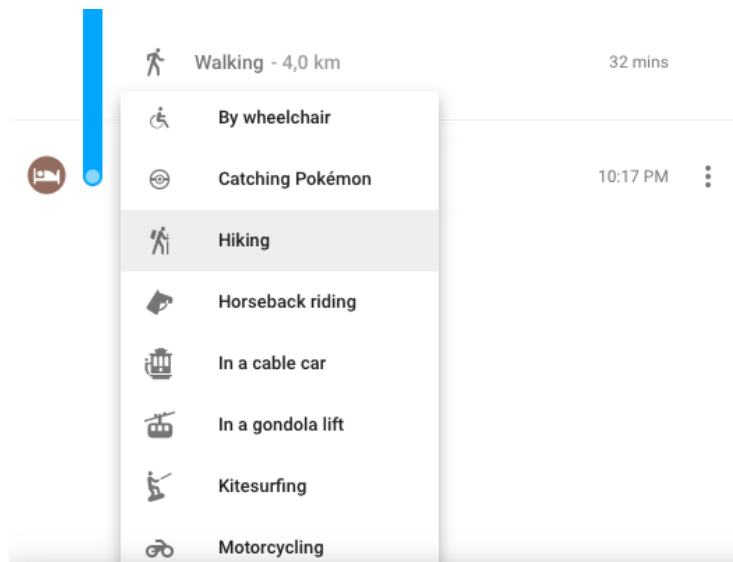 Walking - 4,0 km 32 mins
By wheelchair
Catching Pokémon 10:17 PM
Hiking
Horseback riding
In a cable car
In a gondola lift
Kitesurfing
Motorcycling